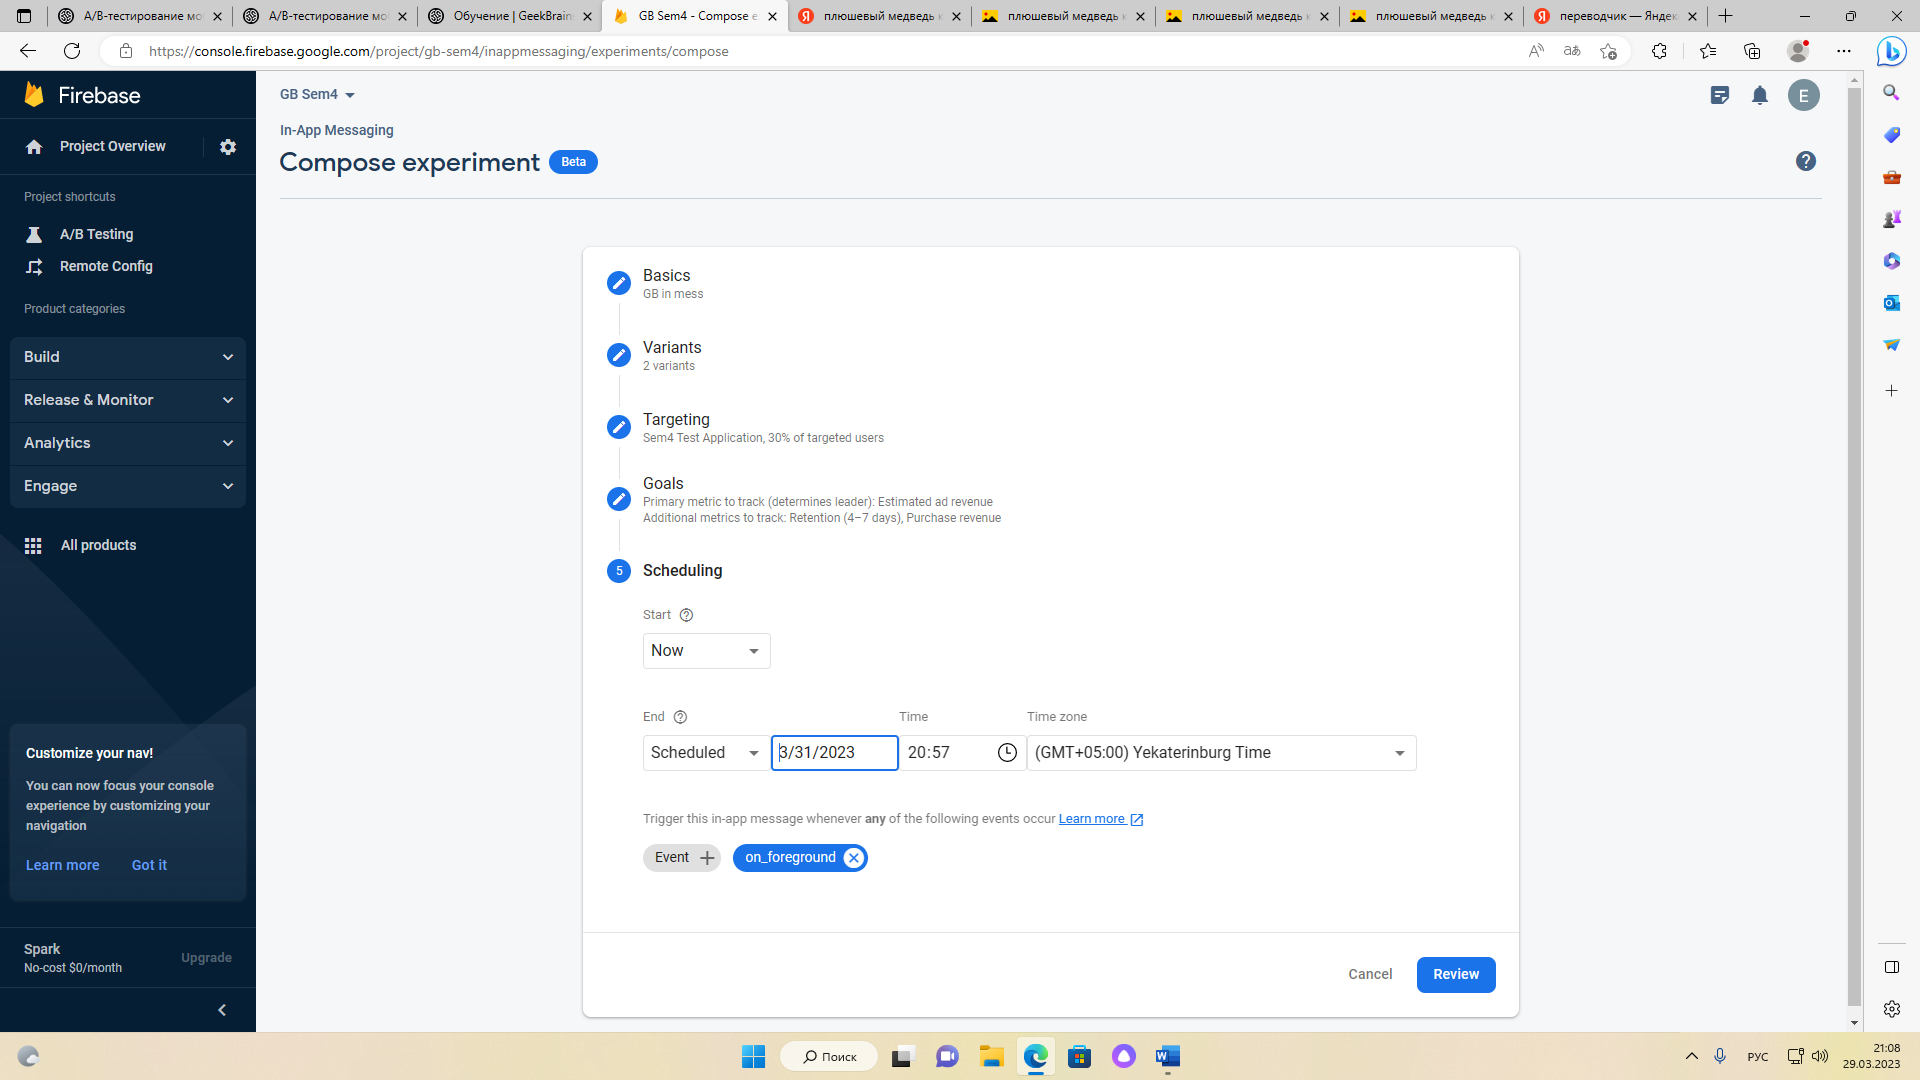 А/В-тестирование мо
А/В-тестирование мо
Обучение | GeekBrain
GB Sem4 - Compose e
плюшевый медведь к
плюшевый медведь к
плюшевый медведь к
плюшевый медведь к
переводчик — Яндек
https://console.firebase.google.com/project/gb-sem4/inappmessaging/experiments/compose
Firebase
Project Overview
Project shortcuts
A/B Testing
Remote Config
Product categories
Build
Release & Monitor
Analytics
Engage
All products
Customize your nav!
You can now focus your console
experience by customizing your
navigation
Learn more Got it
Spark
No-cost $0/month
Upgrade
GB Sem4
In-App Messaging
Compose experiment Beta
E
Basics
GB in mess
Variants
2 variants
Targeting
Sem4 Test Application, 30% of targeted users
Goals
Primary metric to track (determines leader): Estimated ad revenue
Additional metrics to track: Retention (4–7 days), Purchase revenue
5 Scheduling
Start
Now
End Time Time zone
Scheduled 3/31/2023 20:57 (GMT+05:00) Yekaterinburg Time
Trigger this in-app message whenever any of the following events occur Learn more
Event on_foreground
Cancel Review
Поиск
РУС
21:08
29.03.2023